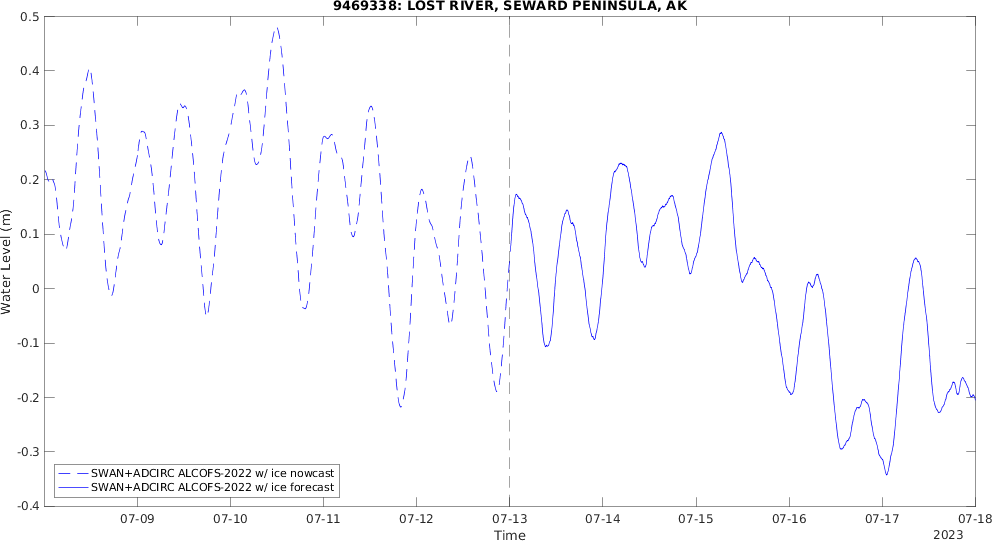 9469338: LOST RIVER, SEWARD PENINSULA, AK
0.5
0.4
0.3
0.2
0.1
0
-0.1
-0.2
-0.3
-0.4
Water Level (m)
SWAN+ADCIRC ALCOFS-2022 w/ ice nowcast
SWAN+ADCIRC ALCOFS-2022 w/ ice forecast
07-09 07-10 07-11 07-12 07-13 07-14 07-15 07-16 07-17 07-18
Time
2023